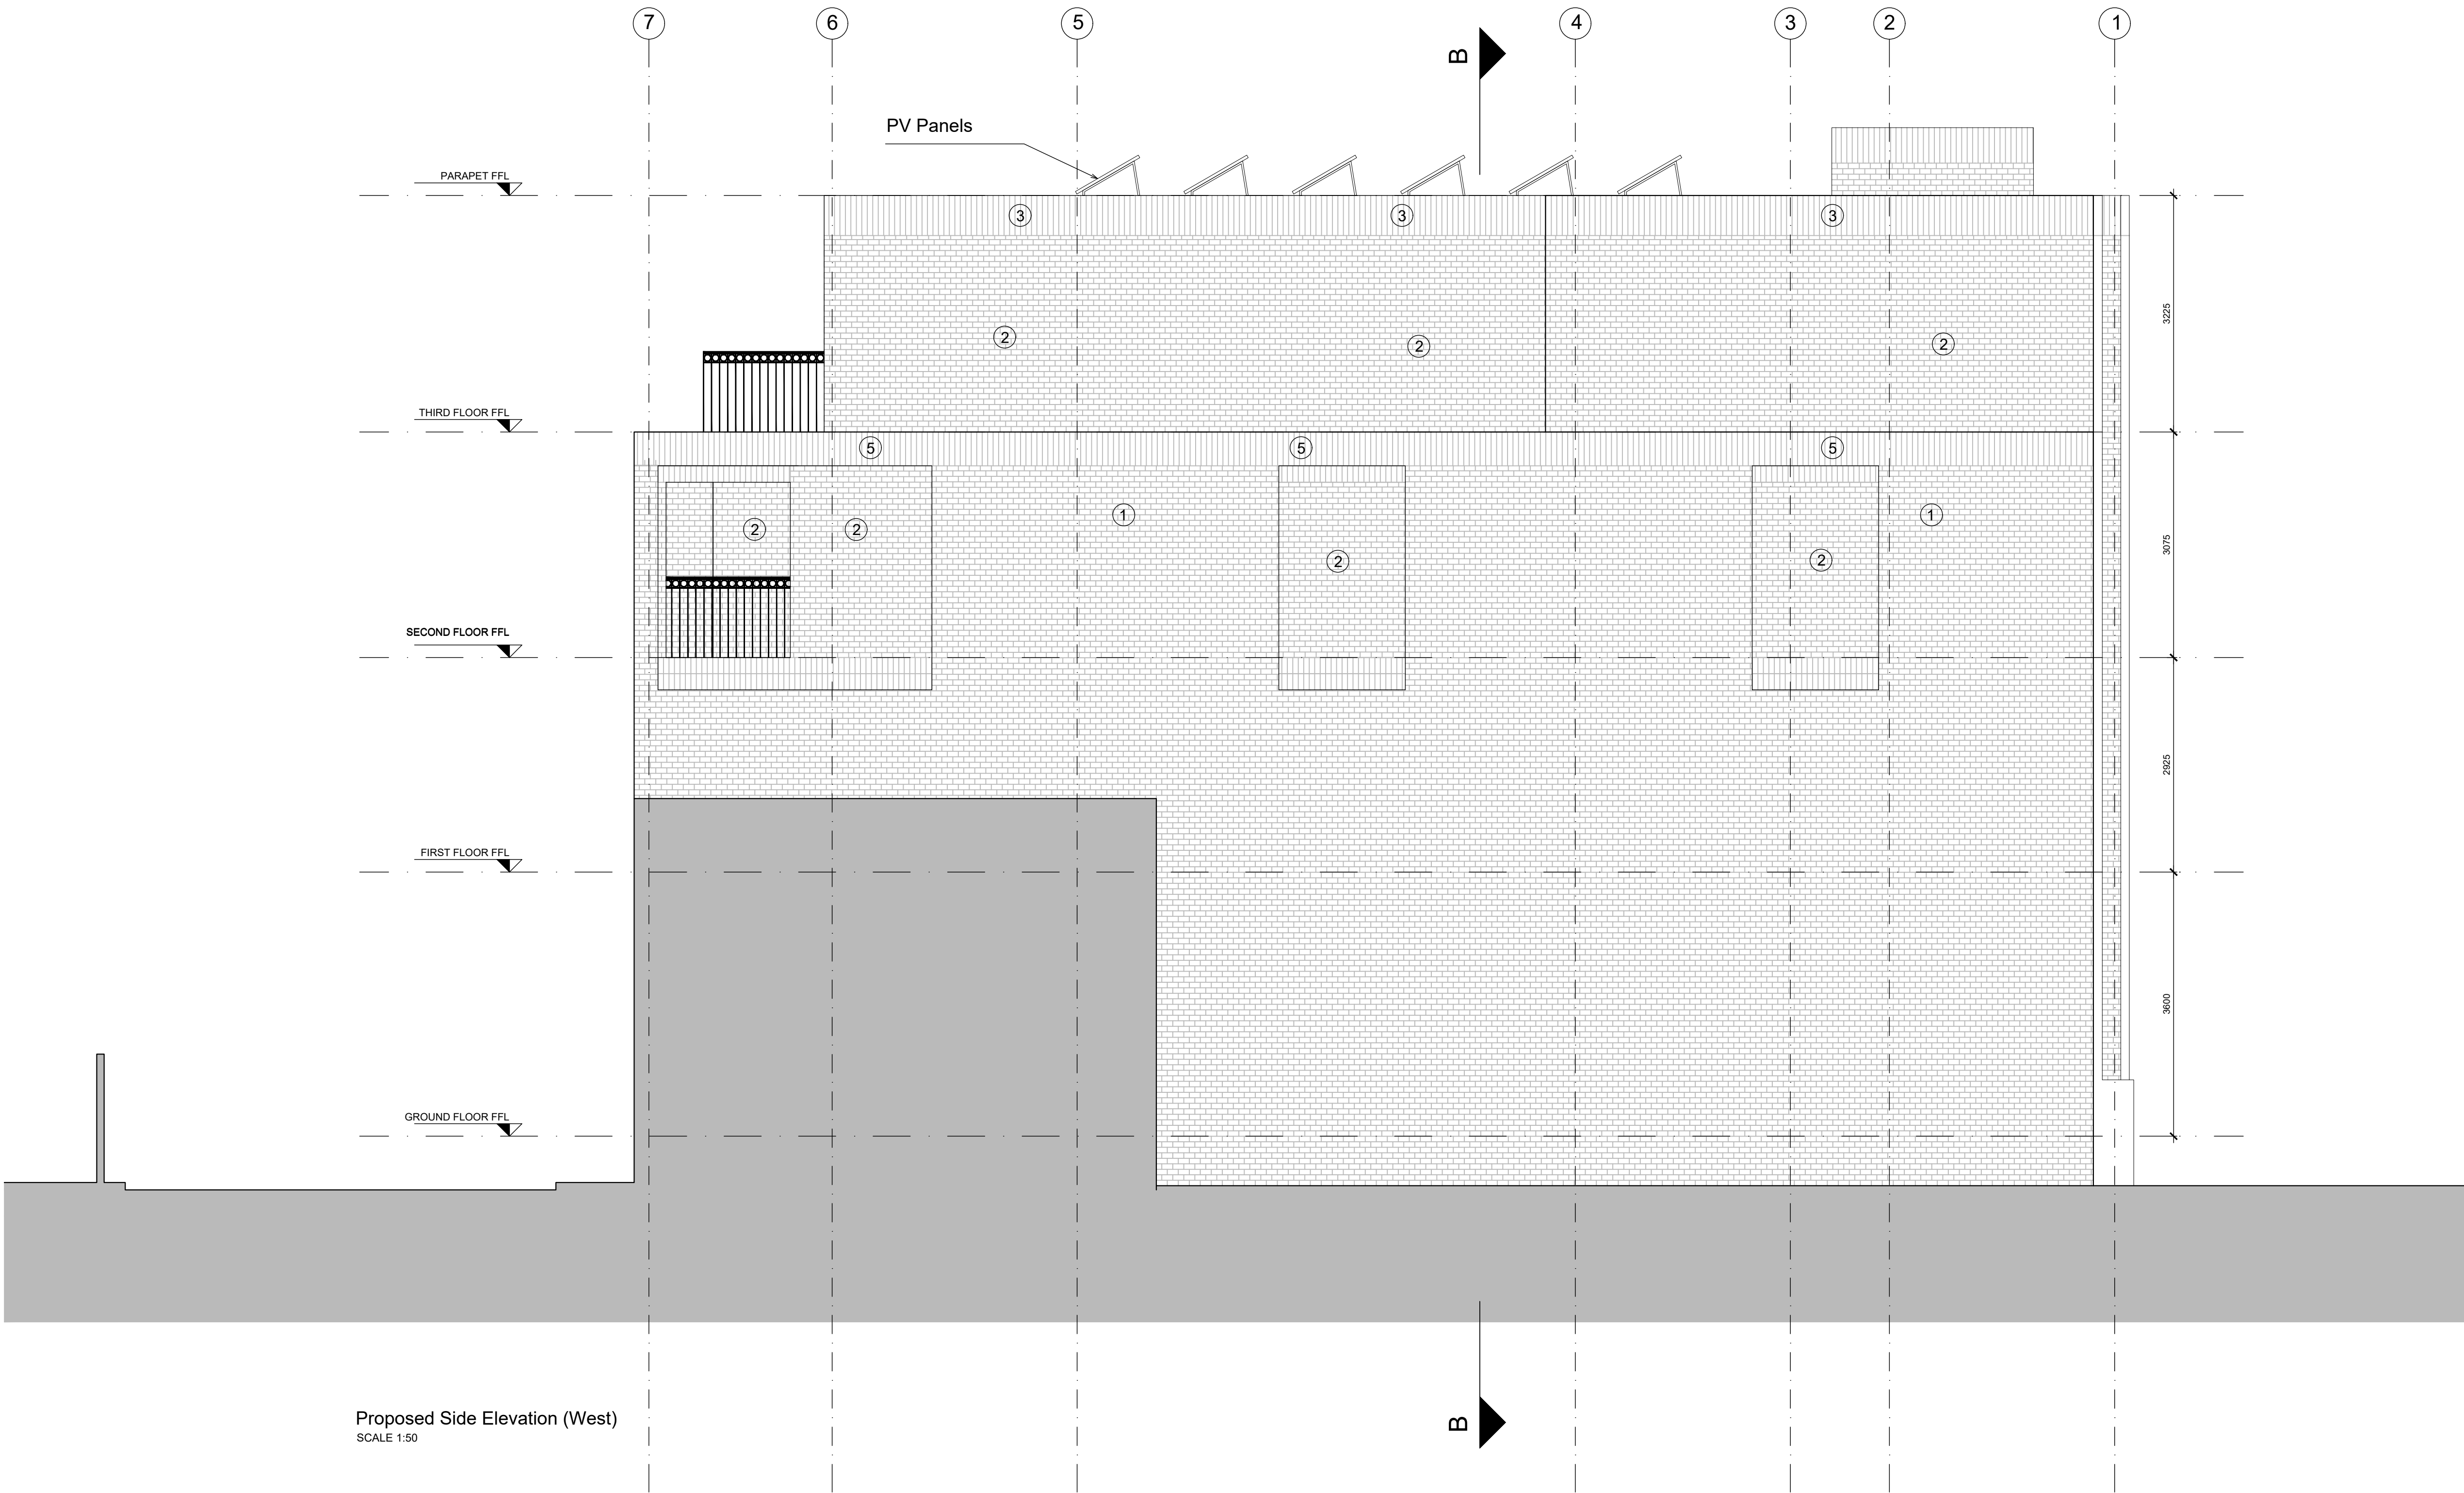 7 6 5 4 3 2 1
B
PV Panels
PARAPET FFL
3 3 3
3225
2 2 2
THIRD FLOOR FFL
5 5 5
1 1
2 2
3075
2 2
SECOND FLOOR FFL
2925
FIRST FLOOR FFL
3600
GROUND FLOOR FFL
Proposed Side Elevation (West)
SCALE 1:50
B